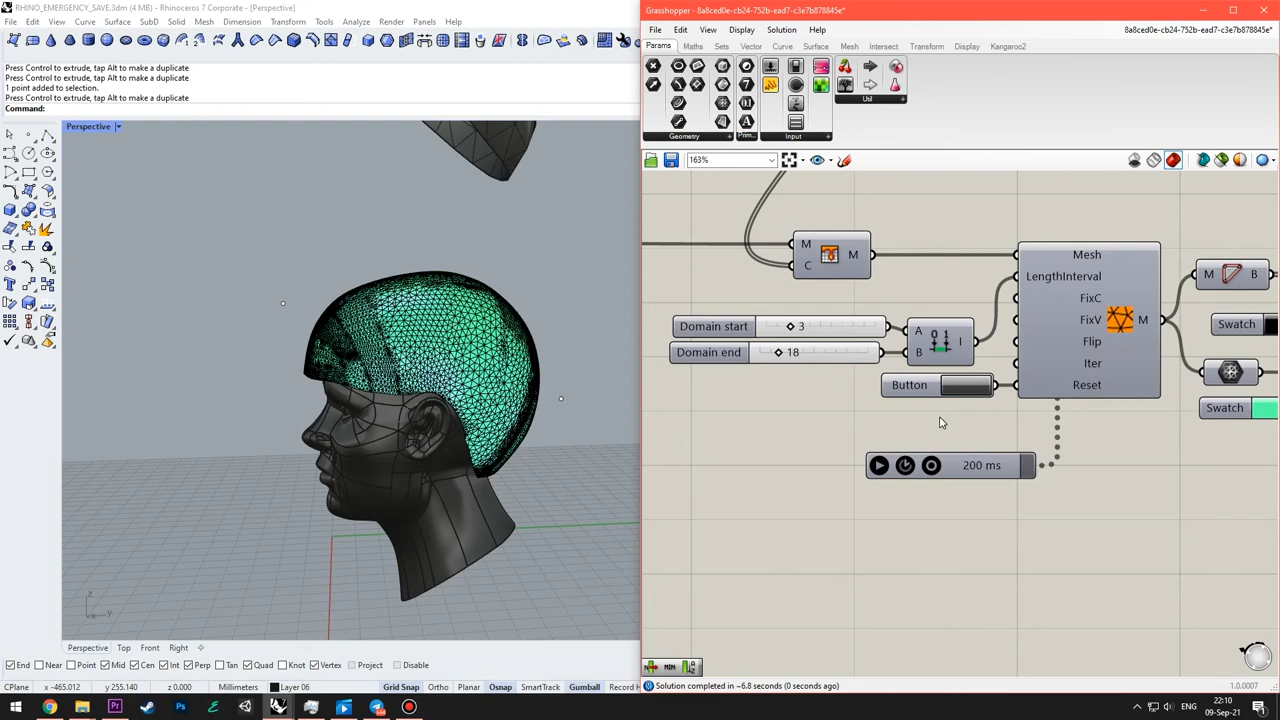 RHINO_EMERGENCY_SAVE.3dm (4 MB) - Rhinoceros 7 Corporate - [Perspective]
File Edit View Curve Surface SubD Solid Mesh Dimension Transform Tools Analyze Render Panels Help
Press Control to extrude, tap Alt to make a duplicate
Press Control to extrude, tap Alt to make a duplicate
1 point added to selection.
Press Control to extrude, tap Alt to make a duplicate
Command:
Perspective
z
x y
Perspective Top Front Right
End Near Point Mid Cen Int Perp Tan Quad Knot Vertex Project Disable
CPlane x -465.012 y 255.140 z 0.000 Millimeters Layer 06 Grid Snap Ortho Planar Osnap SmartTrack Gumball Record H
Grasshopper - 8a8ced0e-cb24-752b-ead7-c3e7b878845e*
File Edit View Display Solution Help
8a8ced0e-cb24-752b-ead7-c3e7b878845e*
Params Maths Sets Vector Curve Surface Mesh Intersect Transform Display Kangaroo2
Geometry Prim... Input Util
163%
M
C
M
Domain start 3
Domain end 18
A
B
I
0 1
Button
Mesh
LengthInterval
FixC
FixV
Flip
Iter
Reset
M
M B
Swatch
Swatch
200 ms
Solution completed in ~6.8 seconds (0 seconds ago)
1.0.0007
ENG
22:10
09-Sep-21